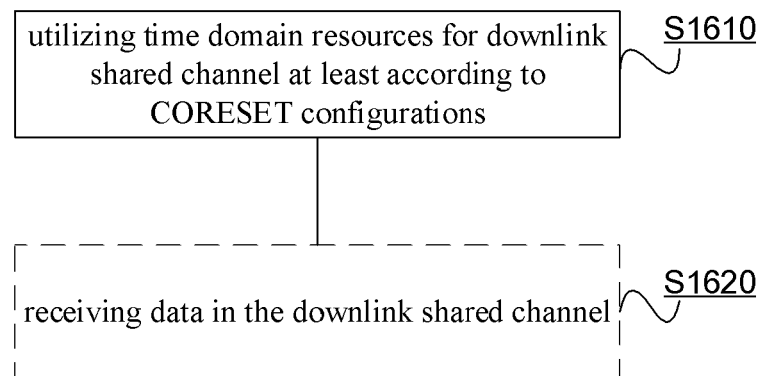 utilizing time domain resources for downlink
shared channel at least according to
CORESET configurations
S1610
receiving data in the downlink shared channel
S1620